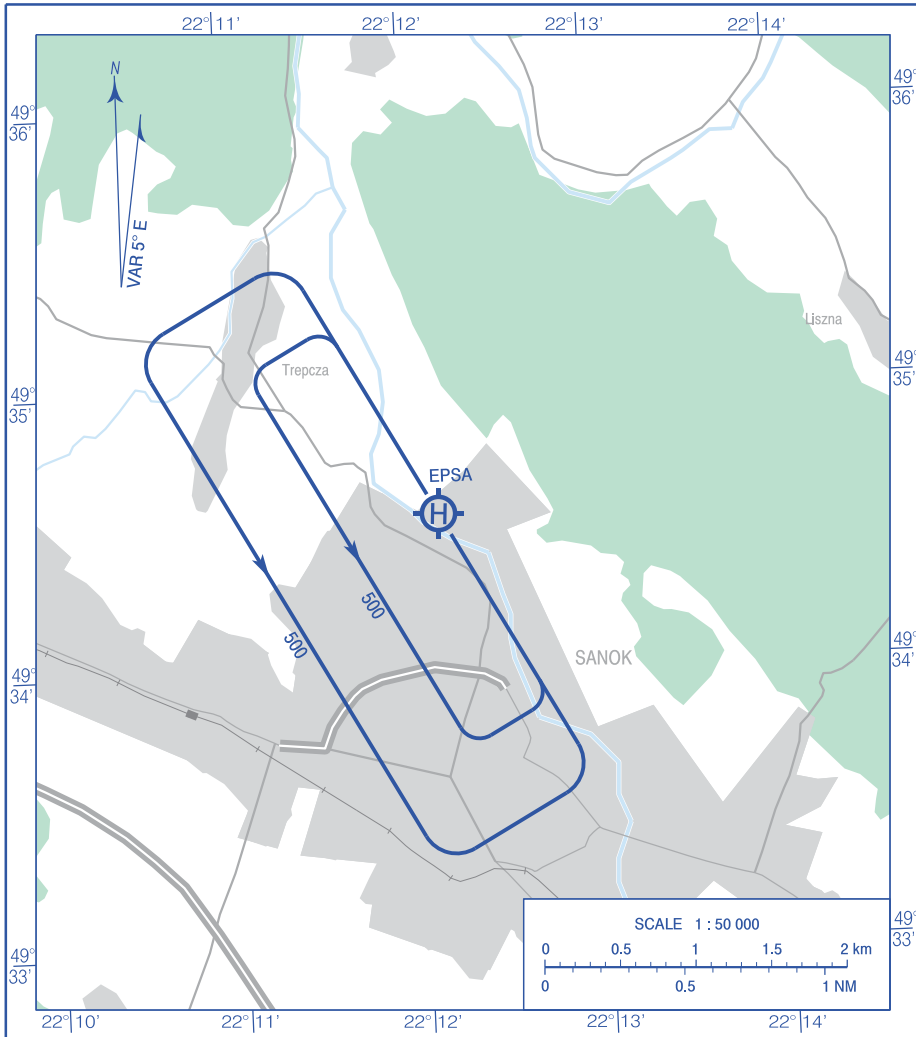 22°11' 22°12' 22°13' 22°14'
N
VAR 5° E
49° 36'
49° 36'
Liszna
Trepcza
49° 35'
49° 35'
EPSA
H
500
500
SANOK
49° 34'
49° 34'
SCALE 1 : 50 000
0 0.5 1 1.5 2 km
0 0.5 1 NM
49° 33'
49° 33'
22°10' 22°11' 22°12' 22°13' 22°14'